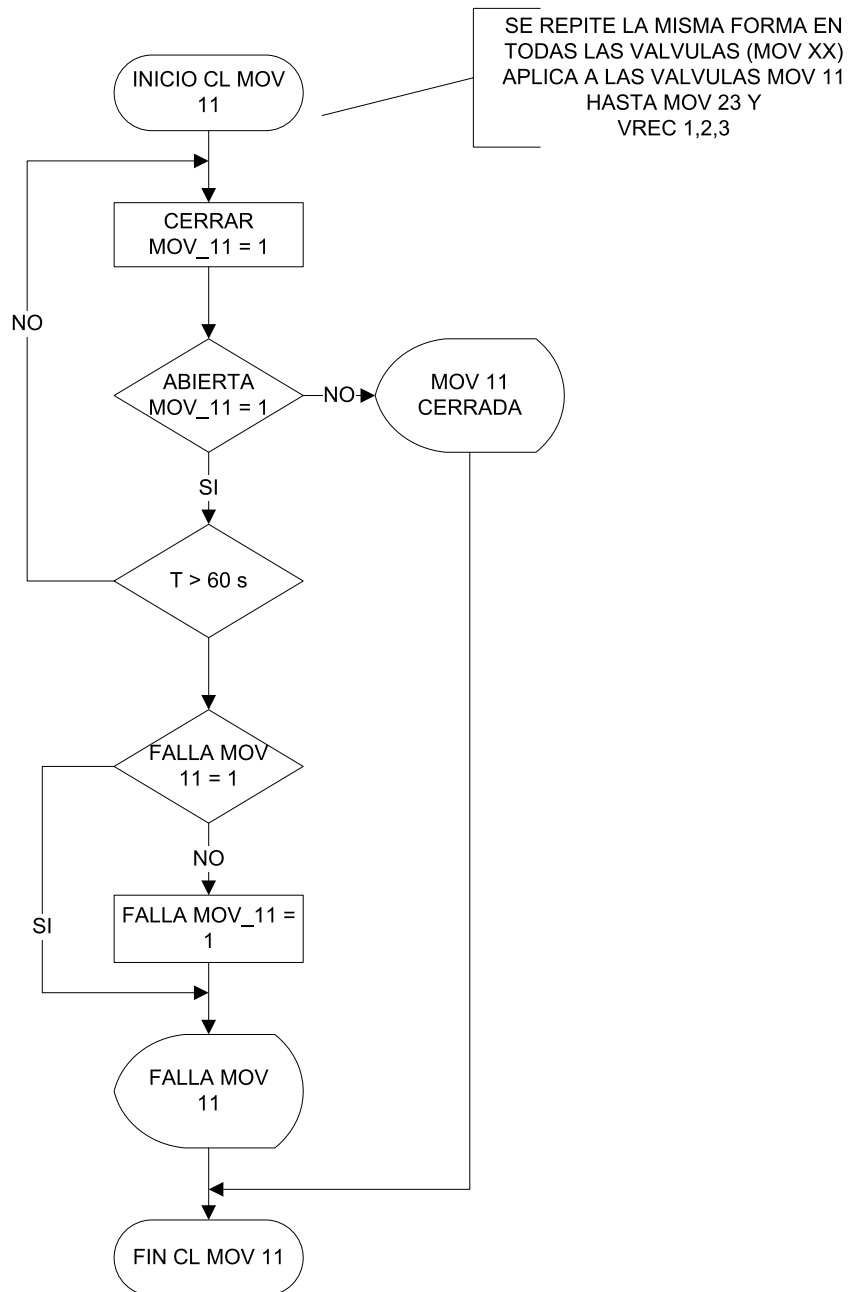 SE REPITE LA MISMA FORMA EN
TODAS LAS VALVULAS (MOV XX)
APLICA A LAS VALVULAS MOV 11
HASTA MOV 23 Y
VREC 1,2,3
INICIO CL MOV
11
CERRAR
MOV_11 = 1
NO
ABIERTA
MOV_11 = 1
NO
MOV 11
CERRADA
SI
T > 60 s
FALLA MOV
11 = 1
NO
SI
FALLA MOV_11 =
1
FALLA MOV
11
FIN CL MOV 11